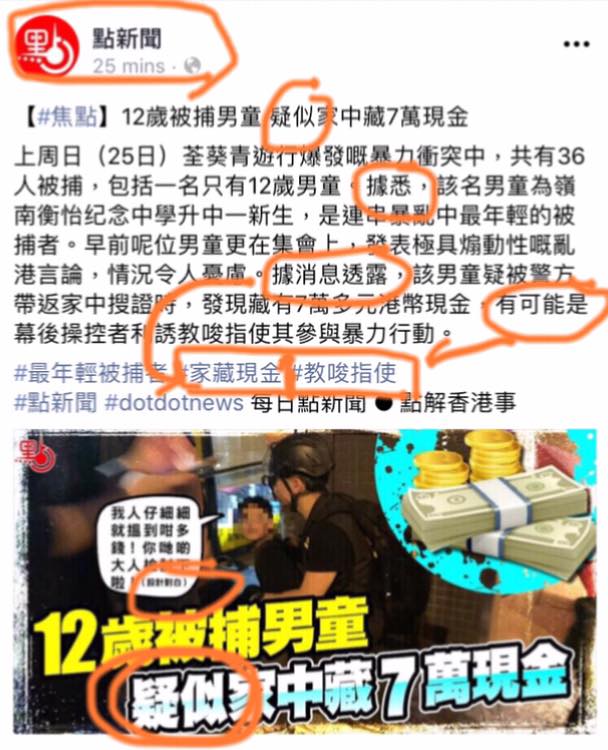 點
點新聞
25 mins ·
【#焦點】12歲被捕男童 疑似家中藏7萬現金
上周日（25日）荃葵青遊行爆發嘅暴力衝突中，共有36
人被捕，包括一名只有12歲男童。據悉，該名男童為嶺
南衡怡纪念中學升中一新生，是連串暴亂中最年輕的被
捕者。早前呢位男童更在集會上，發表極具煽動性嘅亂
港言論，情況令人憂慮。據消息透露，該男童疑被警方
帶返家中搜證時，發現藏有7萬多元港幣現金，有可能是
幕後操控者利誘教唆指使其參與暴力行動。
#最年輕被捕者 #家藏現金 #教唆指使
#點新聞 #dotdotnews 每日點新聞 ● 點解香港事
點
我人仔細細
就搵到咁多
錢！你哋啲
大人
啦！(設計對白)
12歲被捕男童
疑似家中藏7萬現金